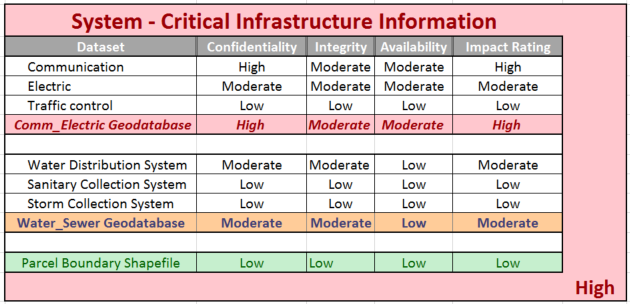 System - Critical Infrastructure Information
Dataset Confidentiality Integrity Availability Impact Rating
Communication High Moderate Moderate High
Electric Moderate Moderate Moderate Moderate
Traffic control Low Low Low Low
Comm_Electric Geodatabase High Moderate Moderate High
Water Distribution System Moderate Moderate Low Moderate
Sanitary Collection System Low Low Low Low
Storm Collection System Low Low Low Low
Water_Sewer Geodatabase Moderate Moderate Low Moderate
Parcel Boundary Shapefile Low Low Low Low
High